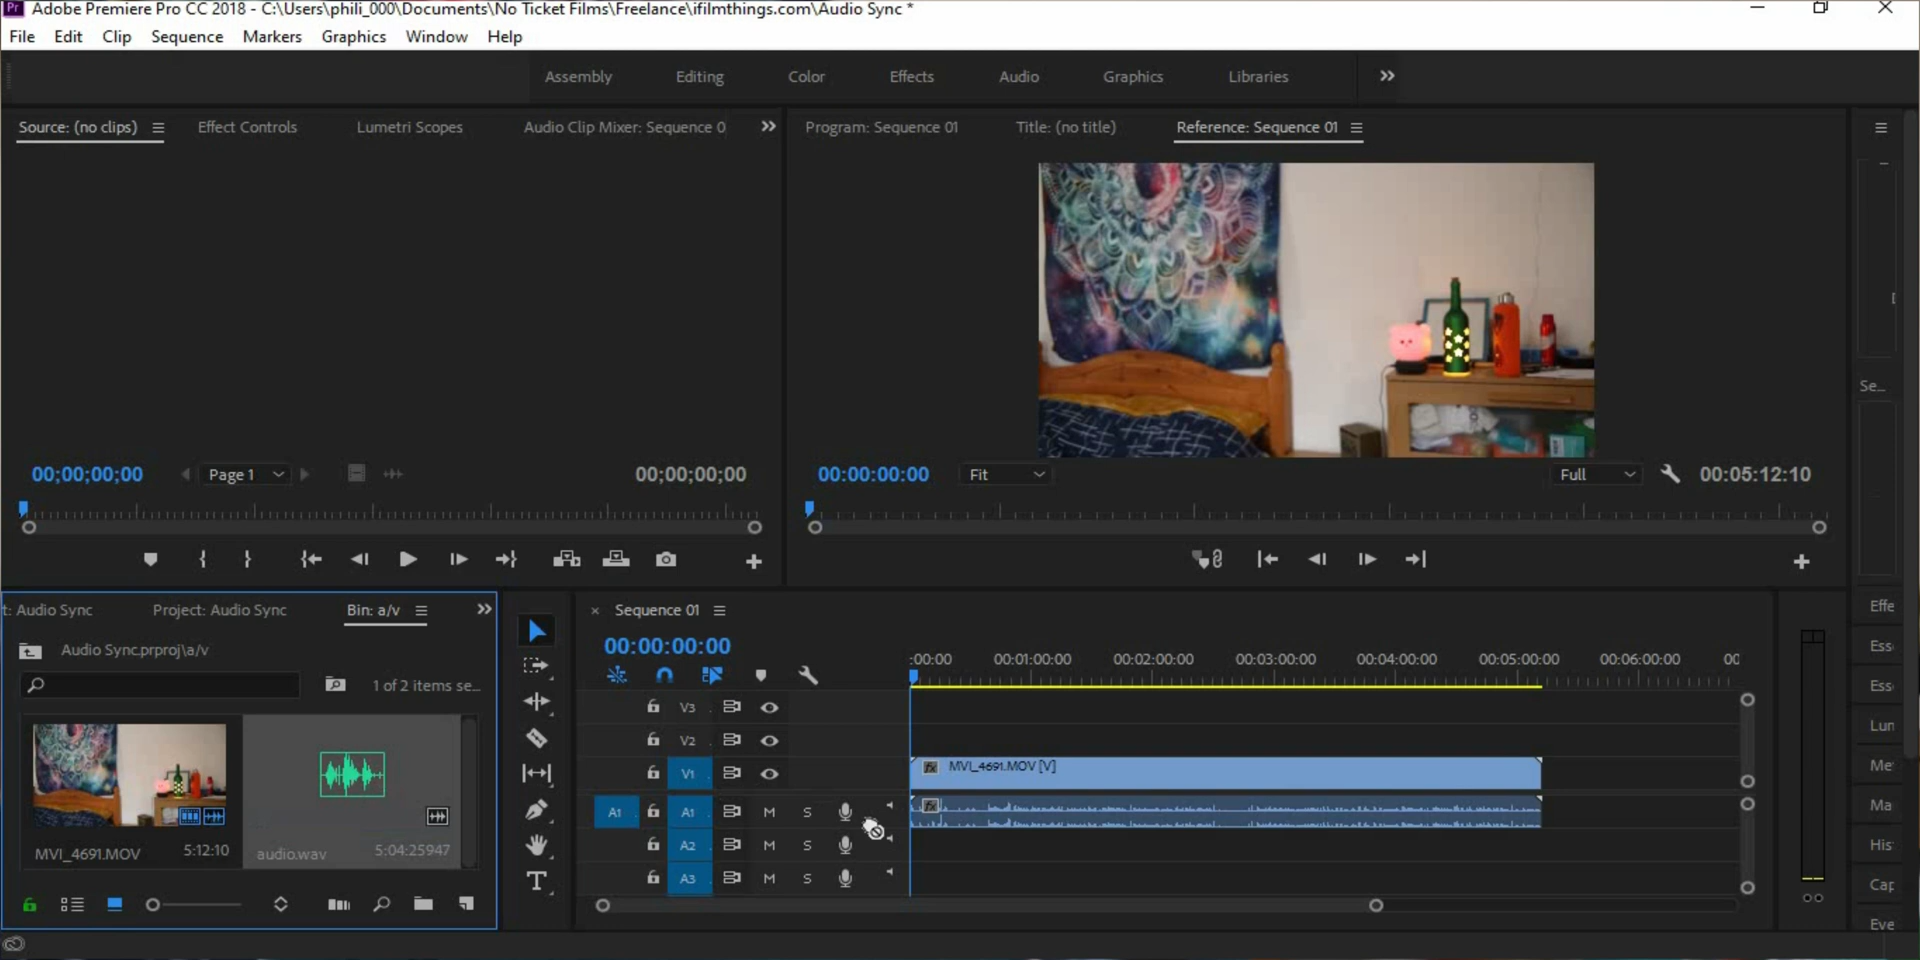 Pr Adobe Premiere Pro CC 2018 - C:\Users\phili_000\Documents\No Ticket Films\Freelance\ifilmthings.com\Audio Sync *
File Edit Clip Sequence Markers Graphics Window Help
Assembly Editing Color Effects Audio Graphics Libraries
Source: (no clips) Effect Controls Lumetri Scopes Audio Clip Mixer: Sequence 0
Program: Sequence 01 Title: (no title) Reference: Sequence 01
Se...
00;00;00;00 Page 1 00;00;00;00
00:00:00:00 Fit Full 00:05:12:10
t: Audio Sync Project: Audio Sync Bin: a/v
Audio Sync.prproj\a/v
1 of 2 items se...
MVI_4691.MOV 5:12:10
audio.wav 5:04:25947
Sequence 01
00:00:00:00
:00:00 00:01:00:00 00:02:00:00 00:03:00:00 00:04:00:00 00:05:00:00 00:06:00:00 00
V3
V2
V1 fx MVI_4691.MOV [V]
A1 A1 M S fx
A2 M S
A3 M S
T
Effe
Ess
Ess
Lun
Me
Ma
His
Cap
Eve